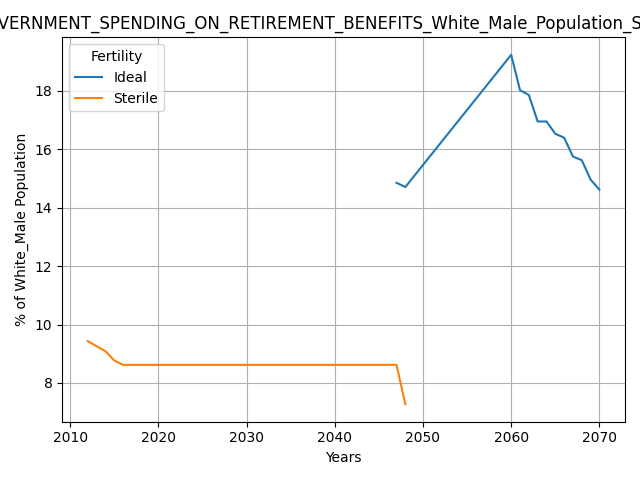 VERNMENT_SPENDING_ON_RETIREMENT_BENEFITS_White_Male_Population_S
Fertility
Ideal
Sterile
% of White_Male Population
18
16
14
12
10
8
2010 2020 2030 2040 2050 2060 2070
Years